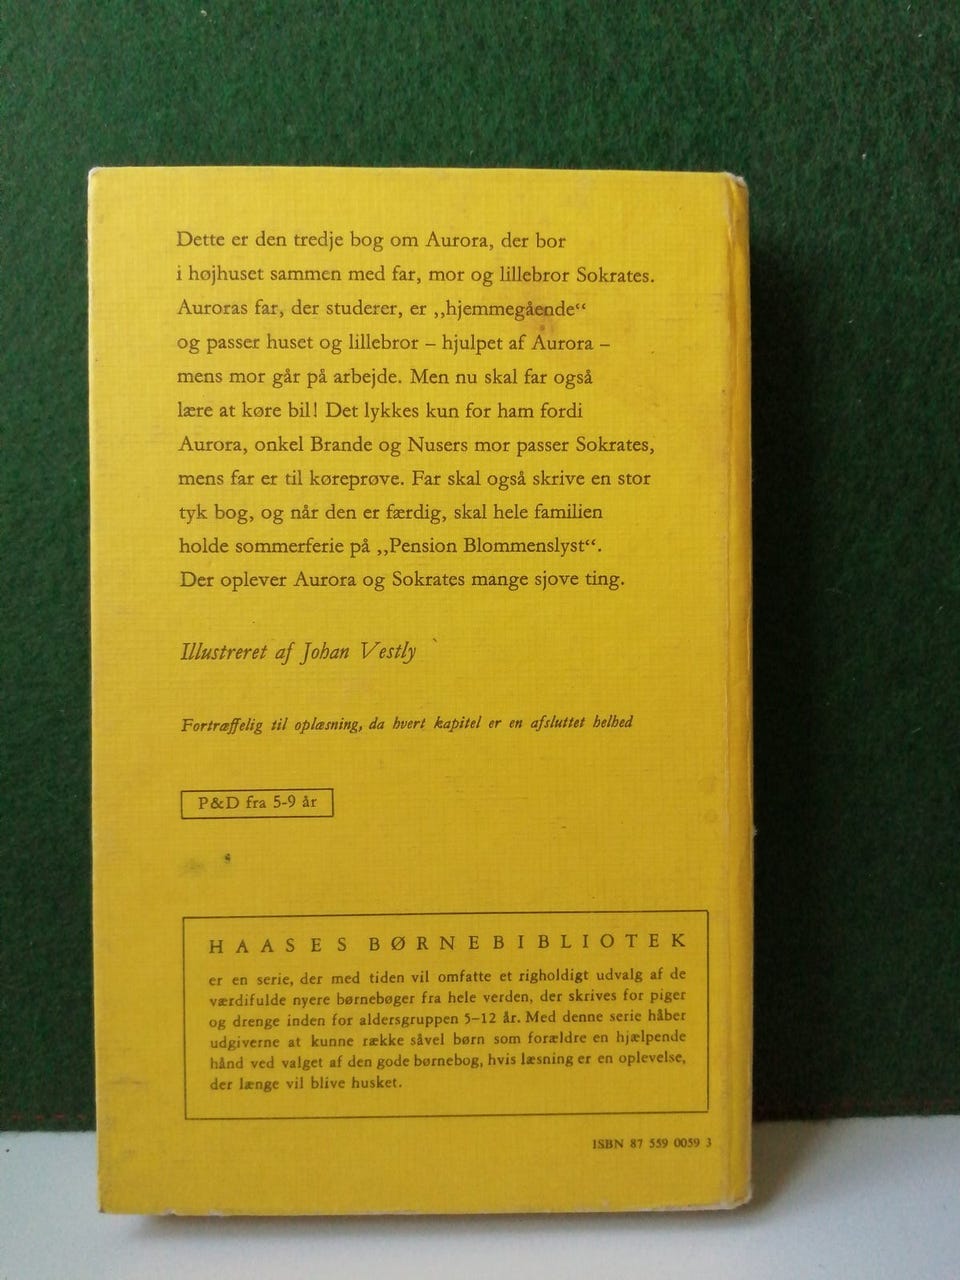 Dette er den tredje bog om Aurora, der bor
i højhuset sammen med far, mor og lillebror Sokrates.
Auroras far, der studerer, er ,,hjemmegående“
og passer huset og lillebror – hjulpet af Aurora –
mens mor går på arbejde. Men nu skal far også
lære at køre bil! Det lykkes kun for ham fordi
Aurora, onkel Brande og Nusers mor passer Sokrates,
mens far er til køreprøve. Far skal også skrive en stor
tyk bog, og når den er færdig, skal hele familien
holde sommerferie på ,,Pension Blommenslyst“.
Der oplever Aurora og Sokrates mange sjove ting.
Illustreret af Johan Vestly
Fortræffelig til oplæsning, da hvert kapitel er en afsluttet helhed
P&D fra 5-9 år
HAASES BØRNEBIBLIOTEK
er en serie, der med tiden vil omfatte et righoldigt udvalg af de
værdifulde nyere børnebøger fra hele verden, der skrives for piger
og drenge inden for aldersgruppen 5–12 år. Med denne serie håber
udgiverne at kunne række såvel børn som forældre en hjælpende
hånd ved valget af den gode børnebog, hvis læsning er en oplevelse,
der længe vil blive husket.
ISBN 87 559 0059 3